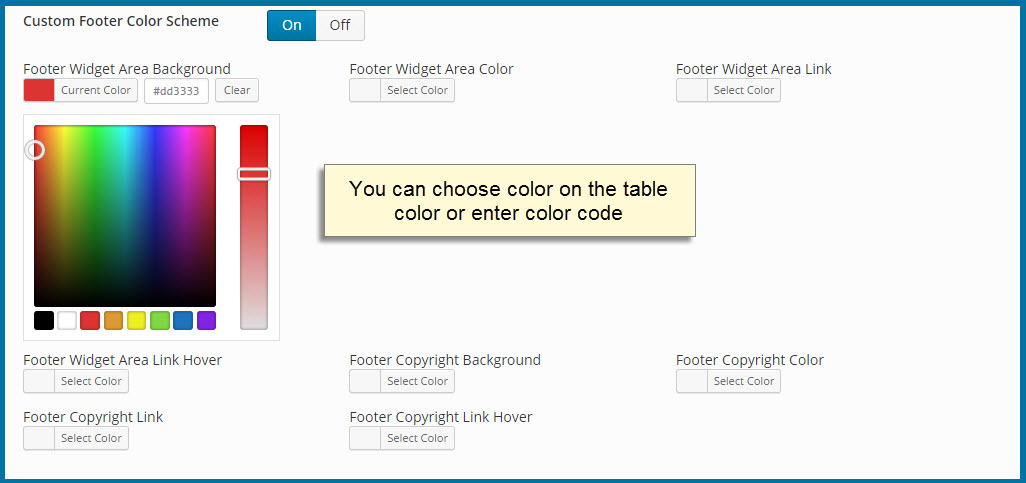 Custom Footer Color Scheme On Off
Footer Widget Area Background Footer Widget Area Color Footer Widget Area Link
Current Color #dd3333 Clear Select Color Select Color
You can choose color on the table
color or enter color code
Footer Widget Area Link Hover Footer Copyright Background Footer Copyright Color
Select Color Select Color Select Color
Footer Copyright Link Footer Copyright Link Hover
Select Color Select Color